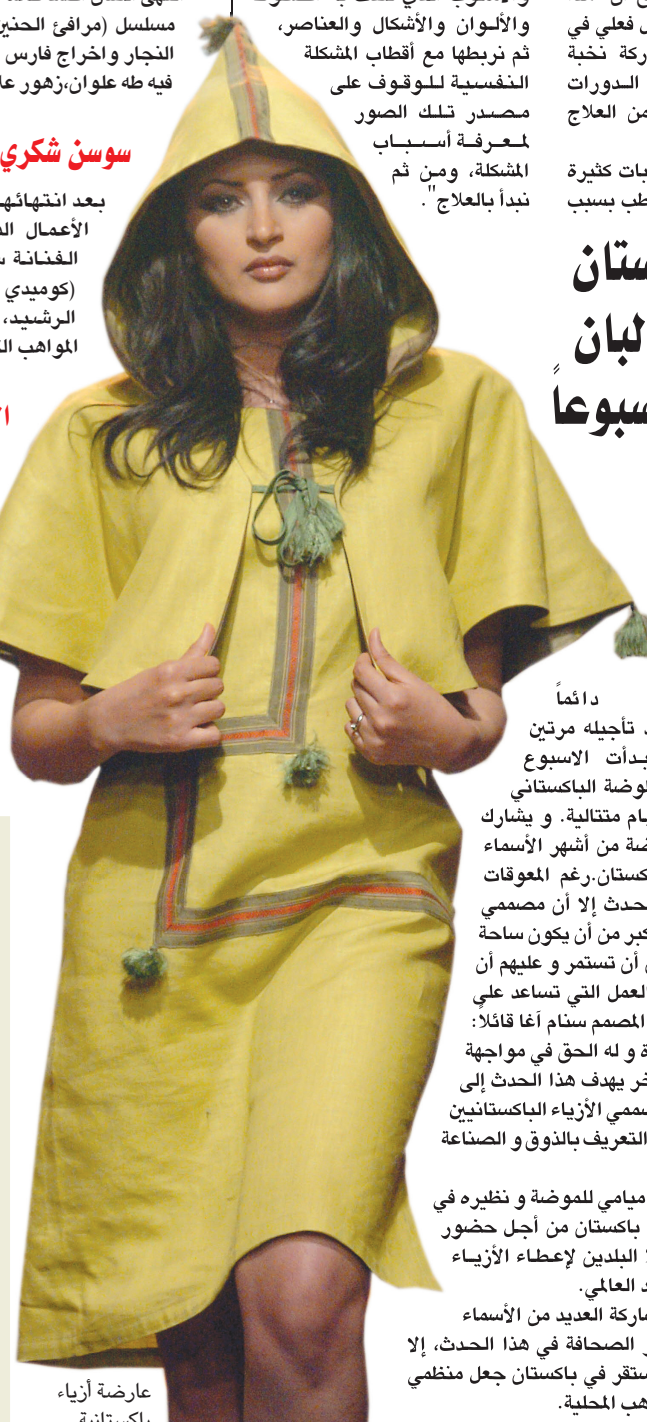 والألوان والأشكال والعناصر،
ثم نربطها مع أقطاب المشكلة
النفسية للوقوف على
مصدر تلك الصور
لمعرفة أسباب
المشكلة، ومن ثم
نبدأ بالعلاج".
ل فعلي في
ركة نخبة
الدورات
من العلاج
بات كثيرة
طب بسبب
مسلسل (مرافئ الحنين
النجار واخراج فارس
فيه طه علوان،زهور عا
سوسن شكري
بعد انتهائها
الأعمال الد
الفنانة س
(كوميدي
الرشيد،
المواهب ال
ال
ستان
لبان
سبوعاً
دائماً
د تأجيله مرتين
بدأت الاسبوع
لموضة الباكستاني
يام متتالية. و يشارك
ضة من أشهر الأسماء
كستان.رغم المعوقات
لحدث إلا أن مصممي
كبر من أن يكون ساحة
ن أن تستمر و عليهم أن
لعمل التي تساعد على
المصمم سنام آغا قائلاً:
ة و له الحق في مواجهة
خر يهدف هذا الحدث إلى
سممي الأزياء الباكستانيين
التعريف بالذوق و الصناعة
ميامي للموضة و نظيره في
باكستان من أجل حضور
ا البلدين لإعطاء الأزياء
د العالمي.
اركة العديد من الأسماء
ر الصحافة في هذا الحدث، إلا
ستقر في باكستان جعل منظمي
هب المحلية.
عارضة أزياء
باكستانية